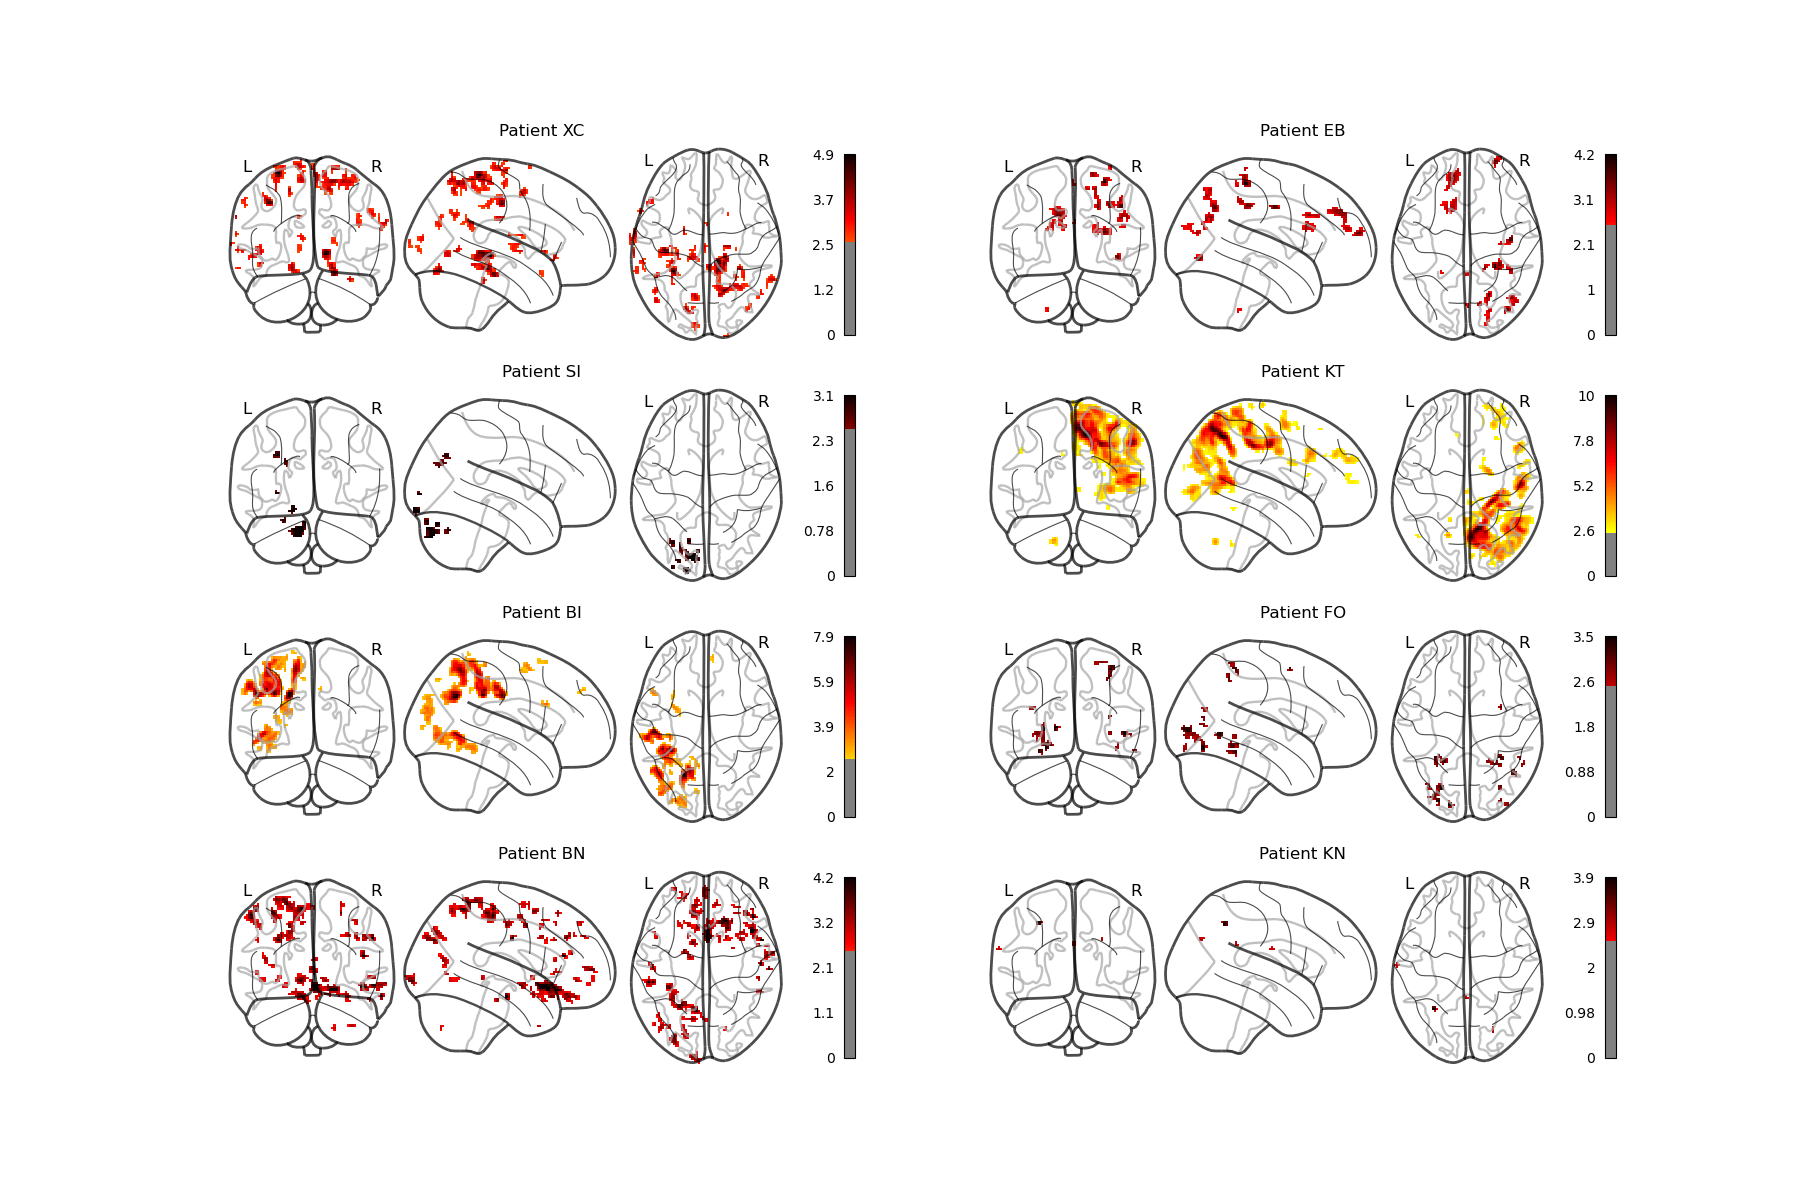 Patient XC
L R L R
4.9
3.7
2.5
1.2
0
Patient EB
L R L R
4.2
3.1
2.1
1
0
Patient SI
L R L R
3.1
2.3
1.6
0.78
0
Patient KT
L R L R
10
7.8
5.2
2.6
0
Patient BI
L R L R
7.9
5.9
3.9
2
0
Patient FO
L R L R
3.5
2.6
1.8
0.88
0
Patient BN
L R L R
4.2
3.2
2.1
1.1
0
Patient KN
L R L R
3.9
2.9
2
0.98
0